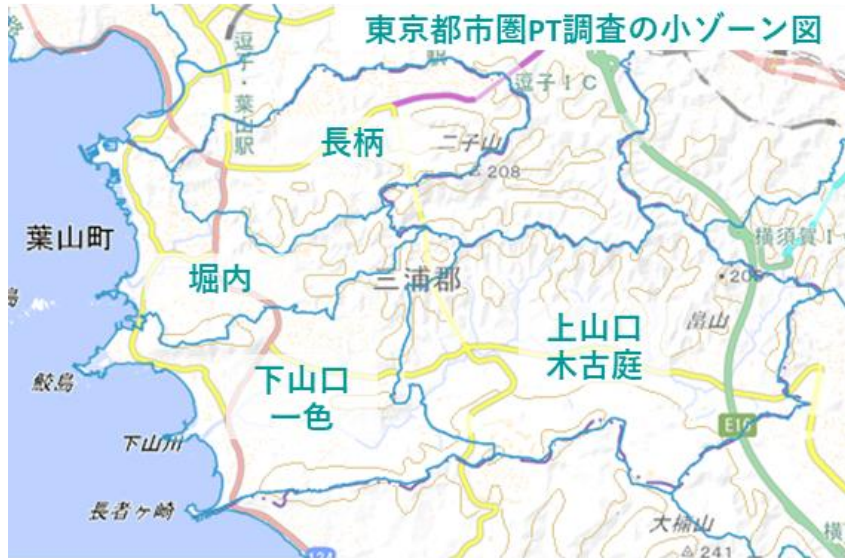 東京都市圏PT調査の小ゾーン図
逗子・葉山駅
逗子IC
長柄
二子山
208
葉山町
横須賀I
堀内
三浦郡
上山口
木古庭
畠山
鮫島
下山口
一色
E16
下山川
長者ヶ崎
大楠山
241
横